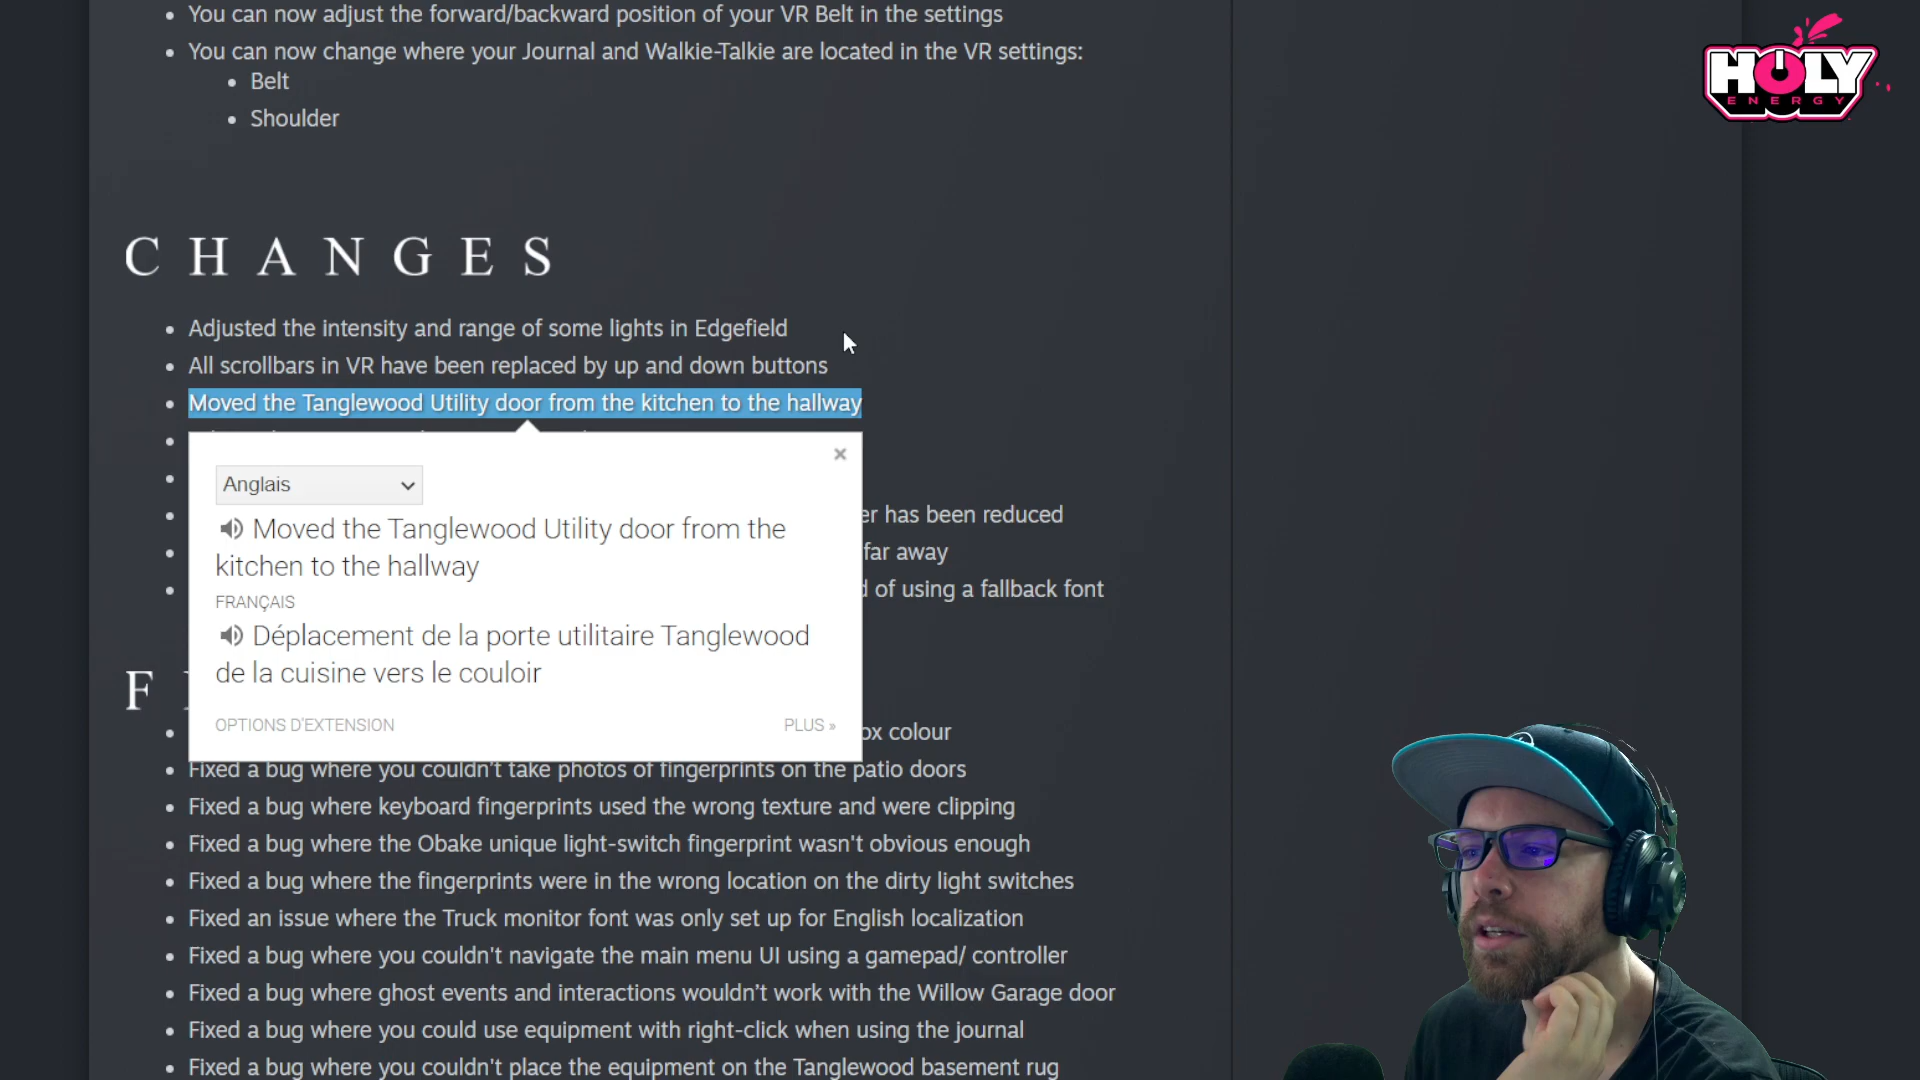 You can now adjust the forward/backward position of your VR Belt in the settings
You can now change where your Journal and Walkie-Talkie are located in the VR settings:
Belt
Shoulder
HOLY
ENERGY
CHANGES
Adjusted the intensity and range of some lights in Edgefield
All scrollbars in VR have been replaced by up and down buttons
Moved the Tanglewood Utility door from the kitchen to the hallway
Anglais
Moved the Tanglewood Utility door from the
kitchen to the hallway
FRANÇAIS
Déplacement de la porte utilitaire Tanglewood
de la cuisine vers le couloir
OPTIONS D'EXTENSION
PLUS »
has been reduced
far away
of using a fallback font
F
colour
Fixed a bug where you couldn't take photos of fingerprints on the patio doors
Fixed a bug where keyboard fingerprints used the wrong texture and were clipping
Fixed a bug where the Obake unique light-switch fingerprint wasn't obvious enough
Fixed a bug where the fingerprints were in the wrong location on the dirty light switches
Fixed an issue where the Truck monitor font was only set up for English localization
Fixed a bug where you couldn't navigate the main menu UI using a gamepad/ controller
Fixed a bug where ghost events and interactions wouldn’t work with the Willow Garage door
Fixed a bug where you could use equipment with right-click when using the journal
Fixed a bug where you couldn't place the equipment on the Tanglewood basement rug